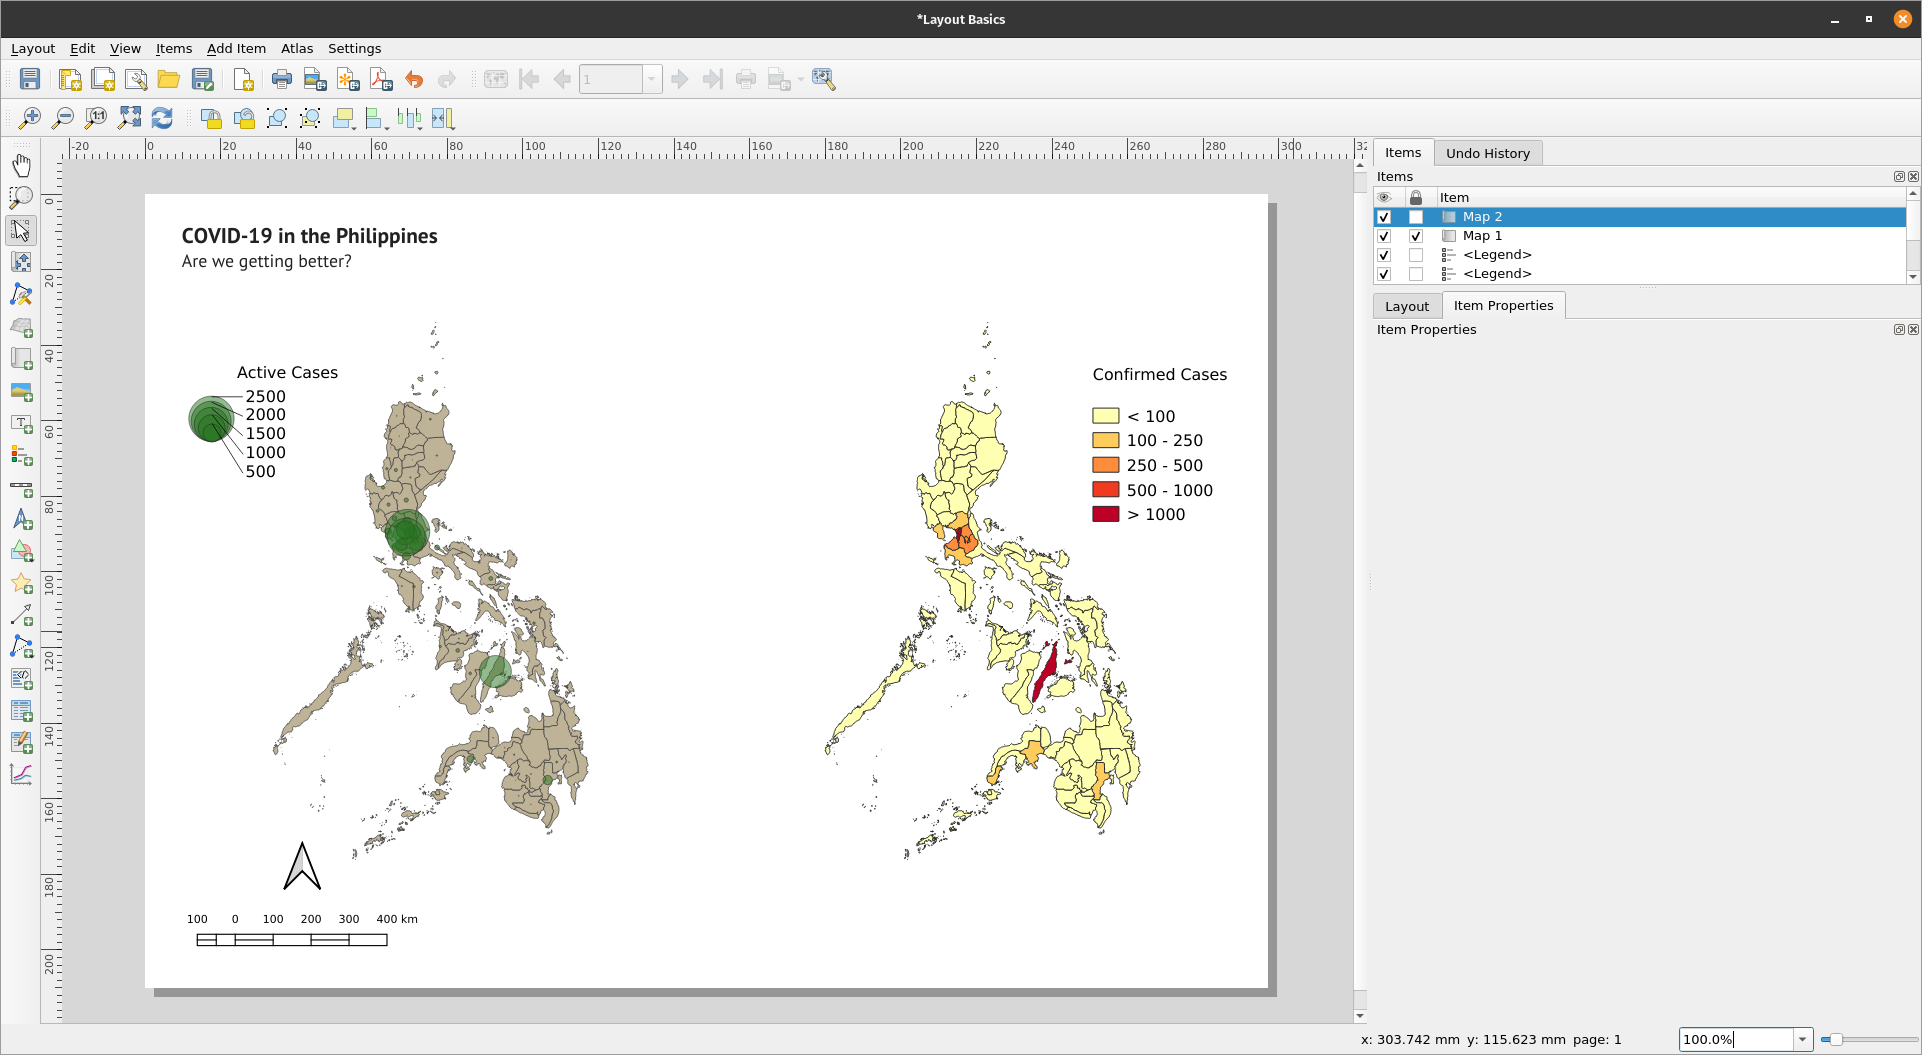 *Layout Basics
Layout Edit View Items Add Item Atlas Settings
1
1:1
-20 0 20 40 60 80 100 120 140 160 180 200 220 240 260 280 300 32
0 20 40 60 80 100 120 140 160 180 200
COVID-19 in the Philippines
Are we getting better?
Active Cases
2500
2000
1500
1000
500
Confirmed Cases
< 100
100 - 250
250 - 500
500 - 1000
> 1000
100 0 100 200 300 400 km
Items Undo History
Items
Item
Map 2
Map 1
<Legend>
<Legend>
Layout Item Properties
Item Properties
x: 303.742 mm y: 115.623 mm page: 1
100.0%